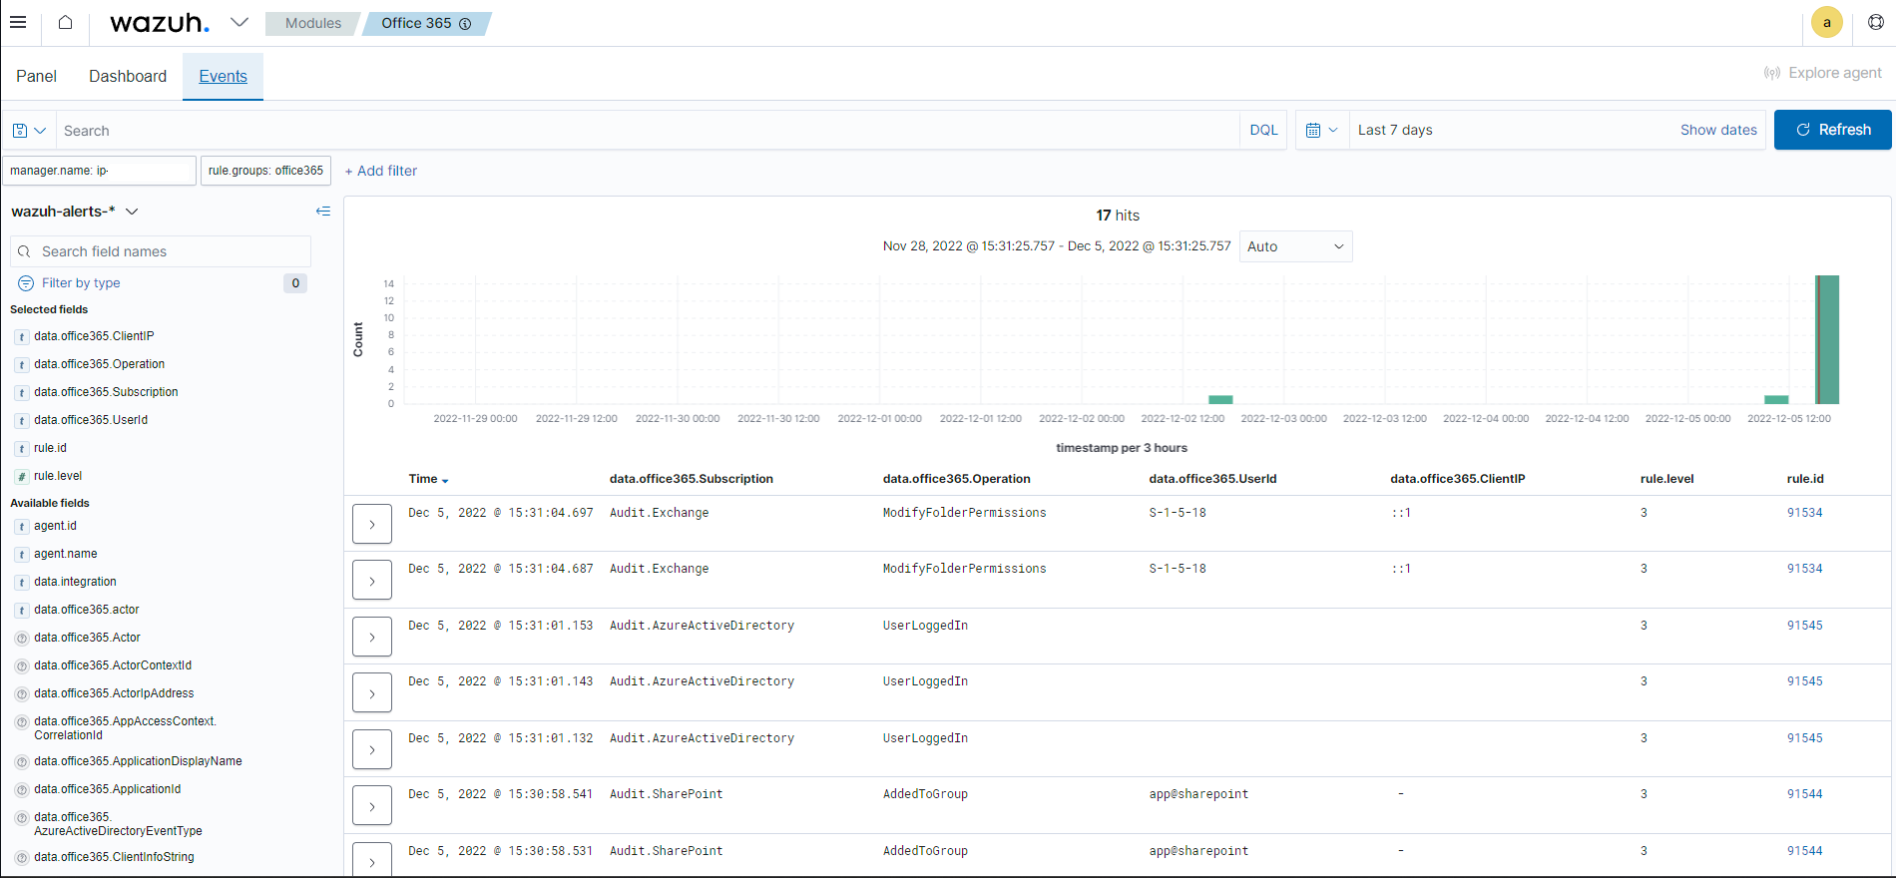 wazuh.
Modules
Office 365
a
Panel
Dashboard
Events
Explore agent
Search
DQL
Last 7 days
Show dates
Refresh
manager.name: ip-
rule.groups: office365
+ Add filter
wazuh-alerts-*
Search field names
Filter by type
0
Selected fields
t data.office365.ClientIP
t data.office365.Operation
t data.office365.Subscription
t data.office365.UserId
t rule.id
# rule.level
Available fields
t agent.id
t agent.name
t data.integration
t data.office365.actor
? data.office365.Actor
? data.office365.ActorContextId
? data.office365.ActorIpAddress
? data.office365.AppAccessContext.
CorrelationId
? data.office365.ApplicationDisplayName
? data.office365.ApplicationId
? data.office365.
AzureActiveDirectoryEventType
? data.office365.ClientInfoString
17 hits
Nov 28, 2022 @ 15:31:25.757 - Dec 5, 2022 @ 15:31:25.757
Auto
Count
14
12
10
8
6
4
2
0
2022-11-29 00:00 2022-11-29 12:00 2022-11-30 00:00 2022-11-30 12:00 2022-12-01 00:00 2022-12-01 12:00 2022-12-02 00:00 2022-12-02 12:00 2022-12-03 00:00 2022-12-03 12:00 2022-12-04 00:00 2022-12-04 12:00 2022-12-05 00:00 2022-12-05 12:00
timestamp per 3 hours
Time data.office365.Subscription data.office365.Operation data.office365.UserId data.office365.ClientIP rule.level rule.id
Dec 5, 2022 @ 15:31:04.697 Audit.Exchange ModifyFolderPermissions S-1-5-18 ::1 3 91534
Dec 5, 2022 @ 15:31:04.687 Audit.Exchange ModifyFolderPermissions S-1-5-18 ::1 3 91534
Dec 5, 2022 @ 15:31:01.153 Audit.AzureActiveDirectory UserLoggedIn 3 91545
Dec 5, 2022 @ 15:31:01.143 Audit.AzureActiveDirectory UserLoggedIn 3 91545
Dec 5, 2022 @ 15:31:01.132 Audit.AzureActiveDirectory UserLoggedIn 3 91545
Dec 5, 2022 @ 15:30:58.541 Audit.SharePoint AddedToGroup app@sharepoint - 3 91544
Dec 5, 2022 @ 15:30:58.531 Audit.SharePoint AddedToGroup app@sharepoint - 3 91544